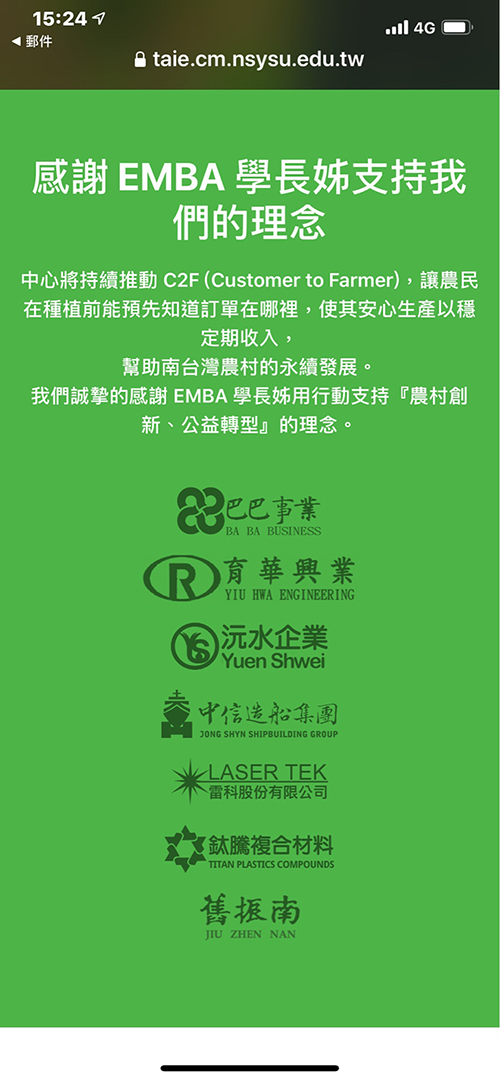 15:24
4G
郵件
taie.cm.nsysu.edu.tw
感謝 EMBA 學長姊支持我
們的理念
中心將持續推動 C2F（Customer to Farmer），讓農民
在種植前能預先知道訂單在哪裡，使其安心生產以穩
定期收入，
幫助南台灣農村的永續發展。
我們誠摯的感謝 EMBA 學長姊用行動支持『農村創
新、公益轉型』的理念。
巴巴事業
BA BA BUSINESS
R
育華興業
YIU HWA ENGINEERING
YS
沅水企業
Yuen Shwei
中信造船集團
JONG SHYN SHIPBUILDING GROUP
LASER TEK
雷科股份有限公司
鈦騰複合材料
TITAN PLASTICS COMPOUNDS
舊振南
JIU ZHEN NAN